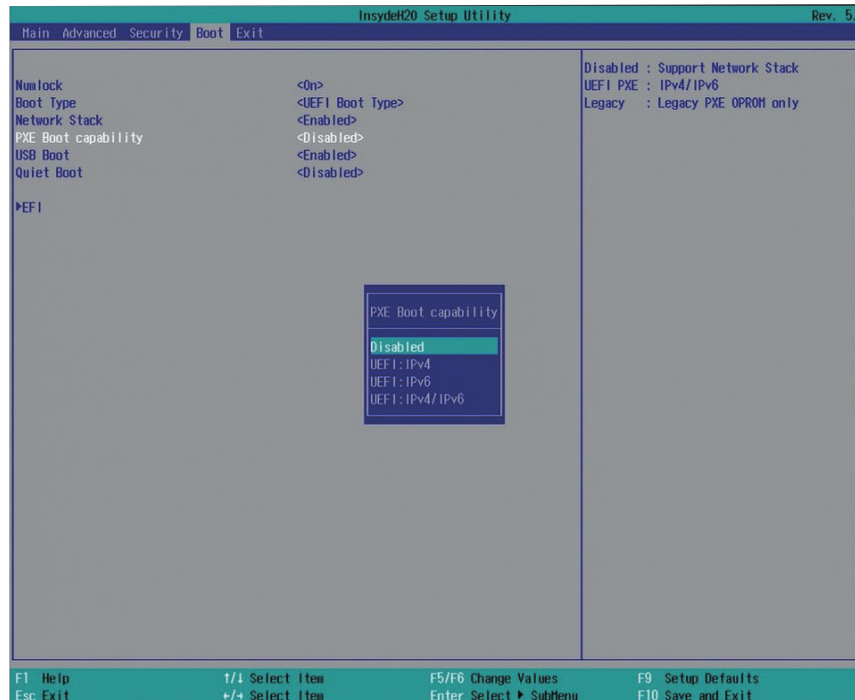 InsydeH20 Setup Utility Rev. 5.
Main Advanced Security Boot Exit
Numlock <On>
Boot Type <UEFI Boot Type>
Network Stack <Enabled>
PXE Boot capability <Disabled>
USB Boot <Enabled>
Quiet Boot <Disabled>
▶EFI
Disabled : Support Network Stack
UEFI PXE : IPv4/IPv6
Legacy : Legacy PXE OPROM only
PXE Boot capability
Disabled
UEFI:IPv4
UEFI:IPv6
UEFI:IPv4/IPv6
F1 Help ↑/↓ Select Item F5/F6 Change Values F9 Setup Defaults
Esc Exit ←/→ Select Item Enter Select ▶ SubMenu F10 Save and Exit